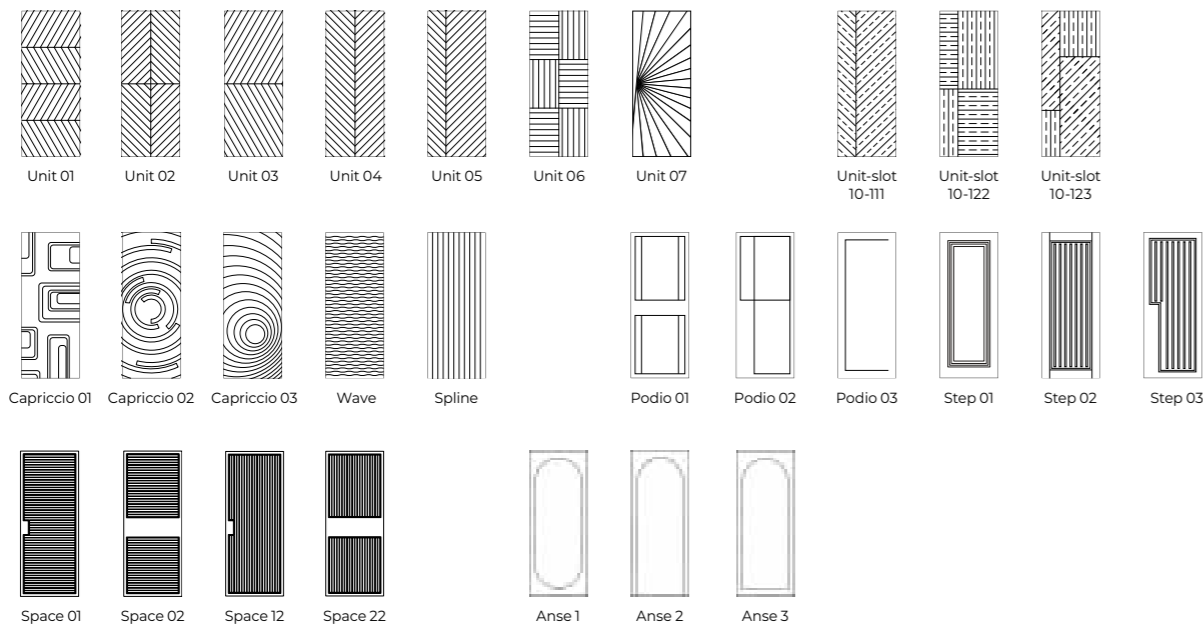 Unit 01
Unit 02
Unit 03
Unit 04
Unit 05
Unit 06
Unit 07
Unit-slot
10-111
Unit-slot
10-122
Unit-slot
10-123
Capriccio 01
Capriccio 02
Capriccio 03
Wave
Spline
Podio 01
Podio 02
Podio 03
Step 01
Step 02
Step 03
Space 01
Space 02
Space 12
Space 22
Anse 1
Anse 2
Anse 3